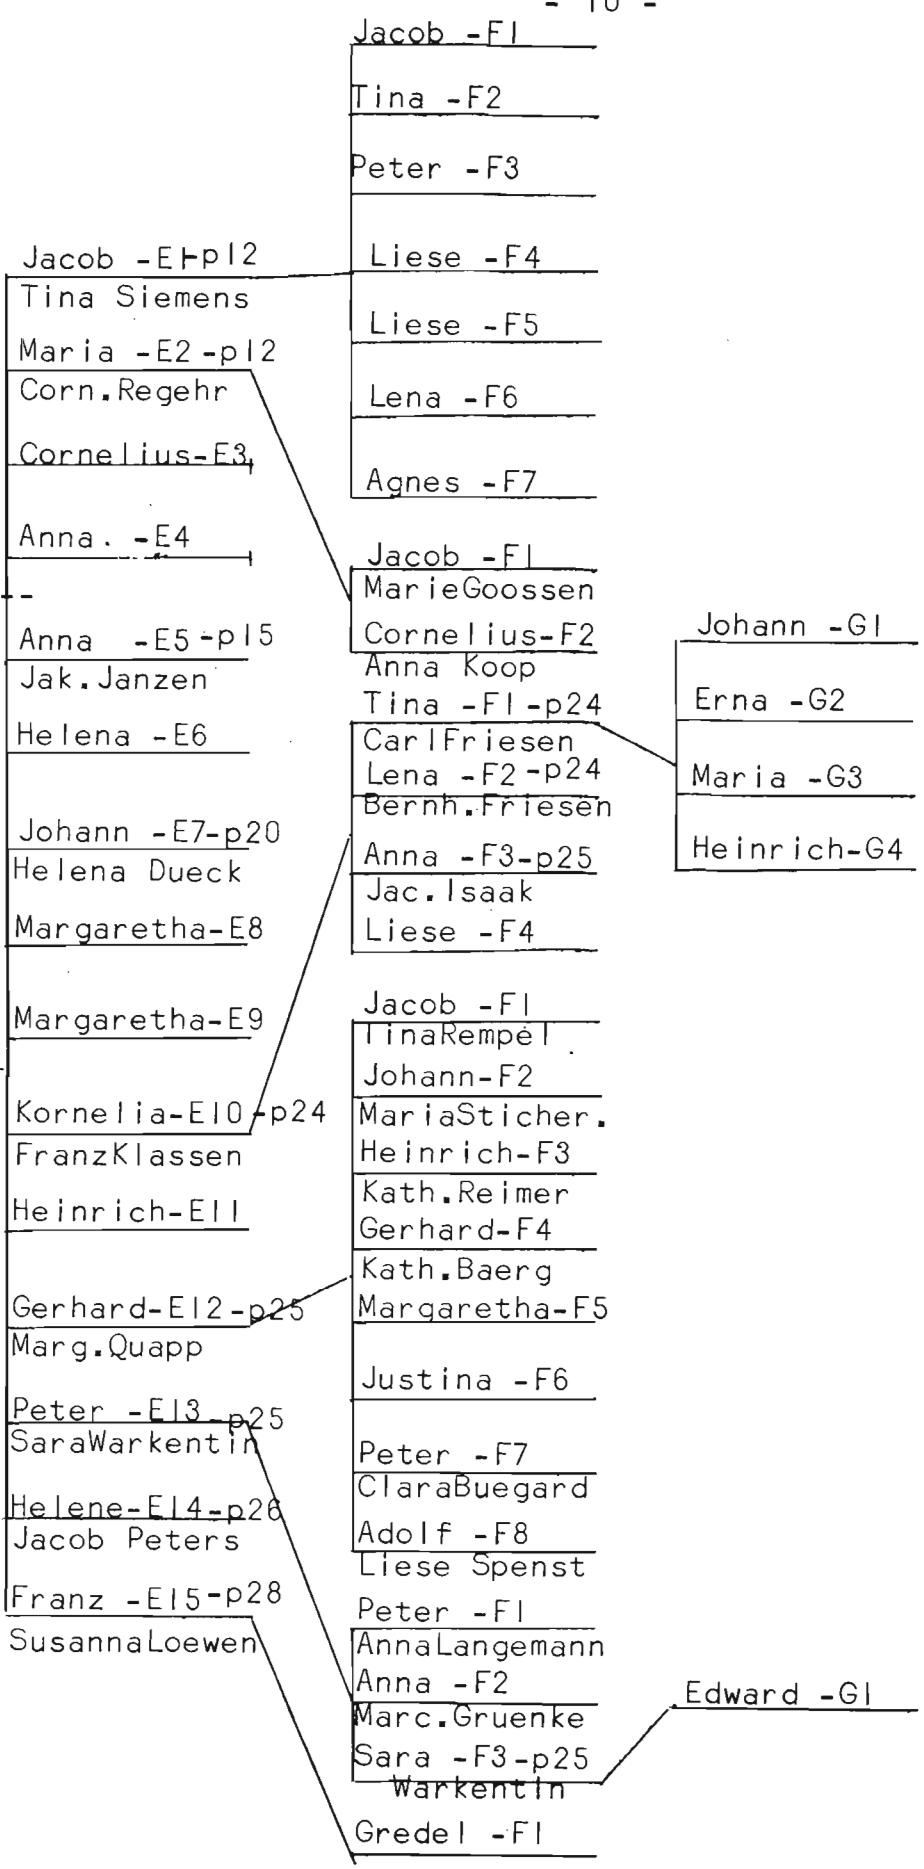 - 10 -
Jacob -F1
Tina -F2
Peter -F3
Liese -F4
Liese -F5
Lena -F6
Agnes -F7
Jacob -E1-p12
Tina Siemens
Maria -E2-p12
Corn.Regehr
Cornelius-E3
Anna. -E4
Anna -E5-p15
Jak.Janzen
Helena -E6
Johann -E7-p20
Helena Dueck
Margaretha-E8
Margaretha-E9
Kornelia-E10-p24
FranzKlassen
Heinrich-E11
Gerhard-E12-p25
Marg.Quapp
Peter -E13-p25
SaraWarkentin
Helene-E14-p26
Jacob Peters
Franz -E15-p28
SusannaLoewen
Jacob -F1
MarieGoossen
Cornelius-F2
Anna Koop
Tina -F1-p24
CarlFriesen
Lena -F2-p24
Bernh.Friesen
Anna -F3-p25
Jac.Isaak
Liese -F4
Jacob -F1
TinaRempel
Johann-F2
MariaSticher.
Heinrich-F3
Kath.Reimer
Gerhard-F4
Kath.Baerg
Margaretha-F5
Justina -F6
Peter -F7
ClaraBuegard
Adolf -F8
Liese Spenst
Peter -F1
AnnaLangemann
Anna -F2
Marc.Gruenke
Sara -F3-p25
Warkentin
Gredel -F1
Johann -G1
Erna -G2
Maria -G3
Heinrich-G4
Edward -G1